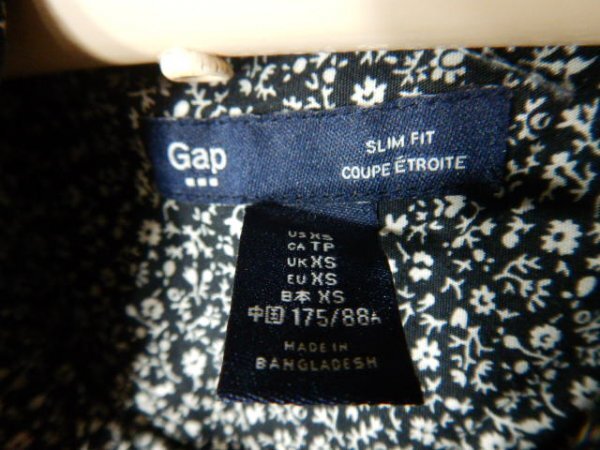 Gap
SLIM FIT
COUPE ÉTROITE
US XS
CA TP
UK XS
EU XS
日本 XS
中国 175/88A
MADE IN
BANGLADESH